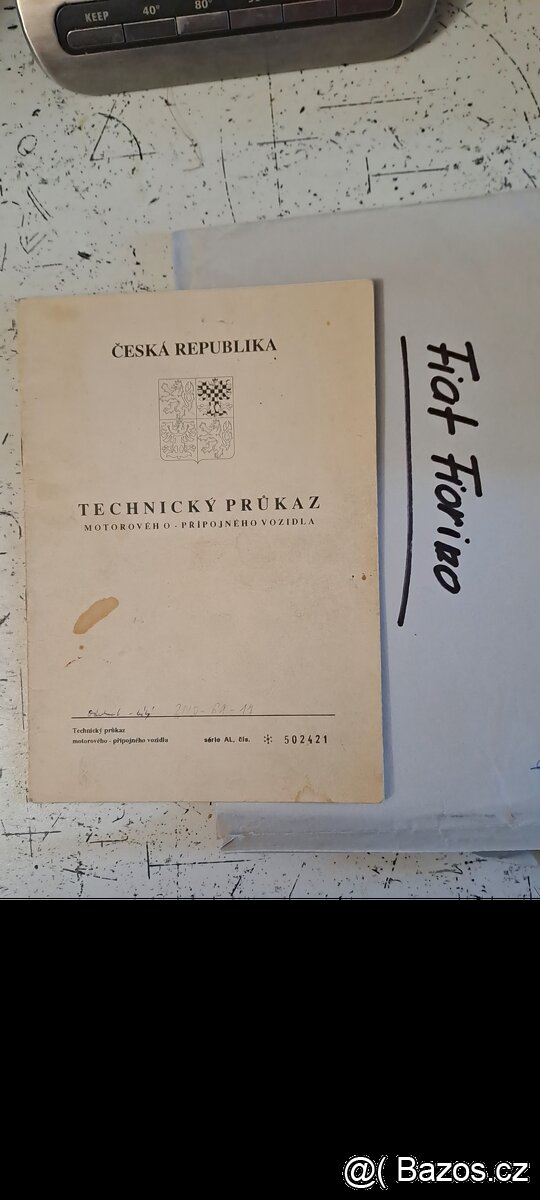 KEEP 40° 80°
ČESKÁ REPUBLIKA
TECHNICKÝ PRŮKAZ
MOTOROVÉHO - PŘÍPOJNÉHO VOZIDLA
Technický průkaz
motorového - přípojného vozidla série AL, čís. 502421
Fiat Fiorino
@( Bazos.cz